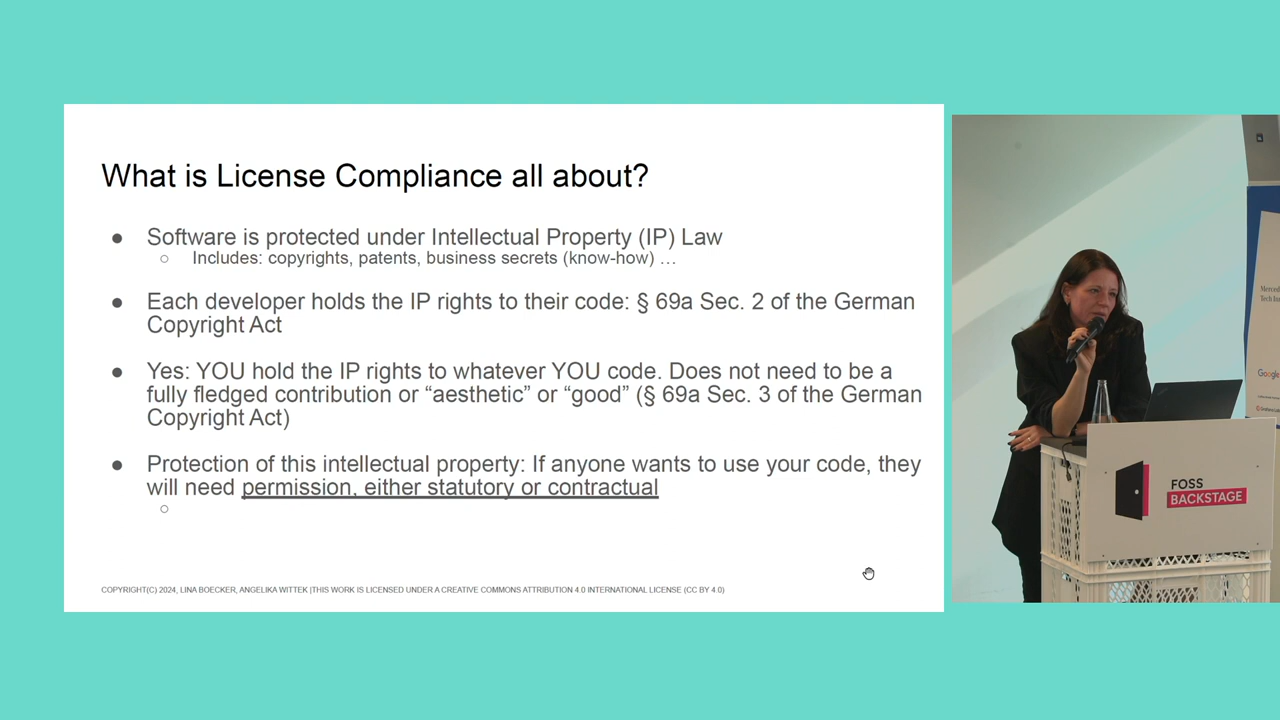 What is License Compliance all about?
● Software is protected under Intellectual Property (IP) Law
○ Includes: copyrights, patents, business secrets (know-how) …
● Each developer holds the IP rights to their code: § 69a Sec. 2 of the German
Copyright Act
● Yes: YOU hold the IP rights to whatever YOU code. Does not need to be a
fully fledged contribution or “aesthetic” or “good” (§ 69a Sec. 3 of the German
Copyright Act)
● Protection of this intellectual property: If anyone wants to use your code, they
will need permission, either statutory or contractual
○
COPYRIGHT(C) 2024, LINA BOECKER, ANGELIKA WITTEK |THIS WORK IS LICENSED UNDER A CREATIVE COMMONS ATTRIBUTION 4.0 INTERNATIONAL LICENSE (CC BY 4.0)
Google
FOSS
BACKSTAGE